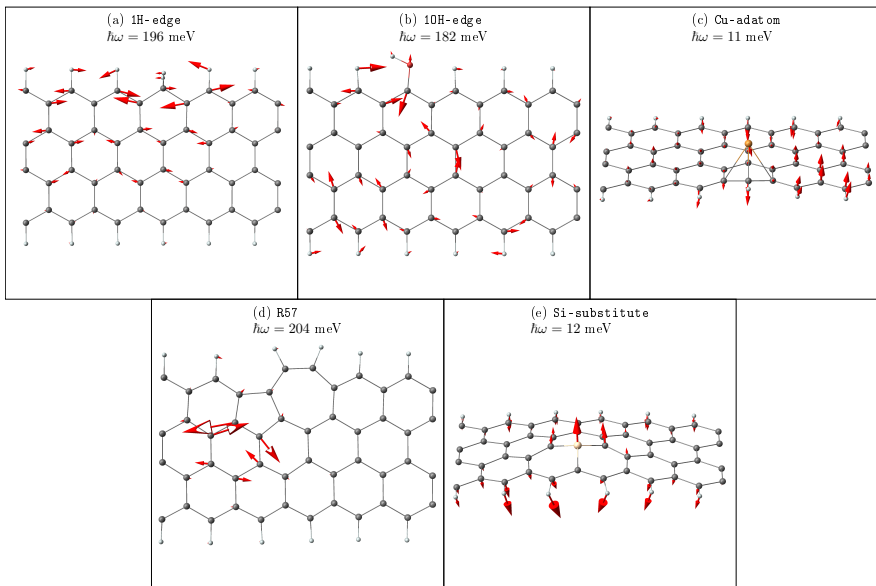 (a) 1H-edge
ħω = 196 meV
(b) 1OH-edge
ħω = 182 meV
(c) Cu-adatom
ħω = 11 meV
(d) R57
ħω = 204 meV
(e) Si-substitute
ħω = 12 meV